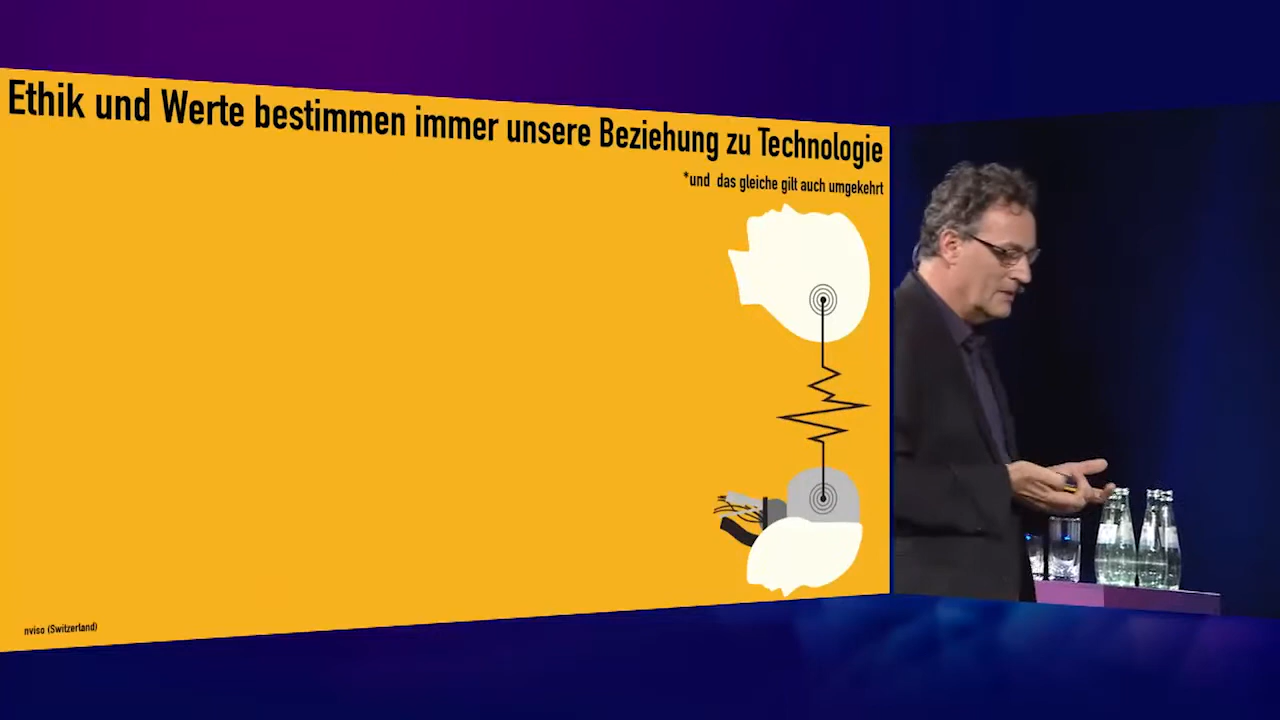 Ethik und Werte bestimmen immer unsere Beziehung zu Technologie
*und das gleiche gilt auch umgekehrt
nviso (Switzerland)